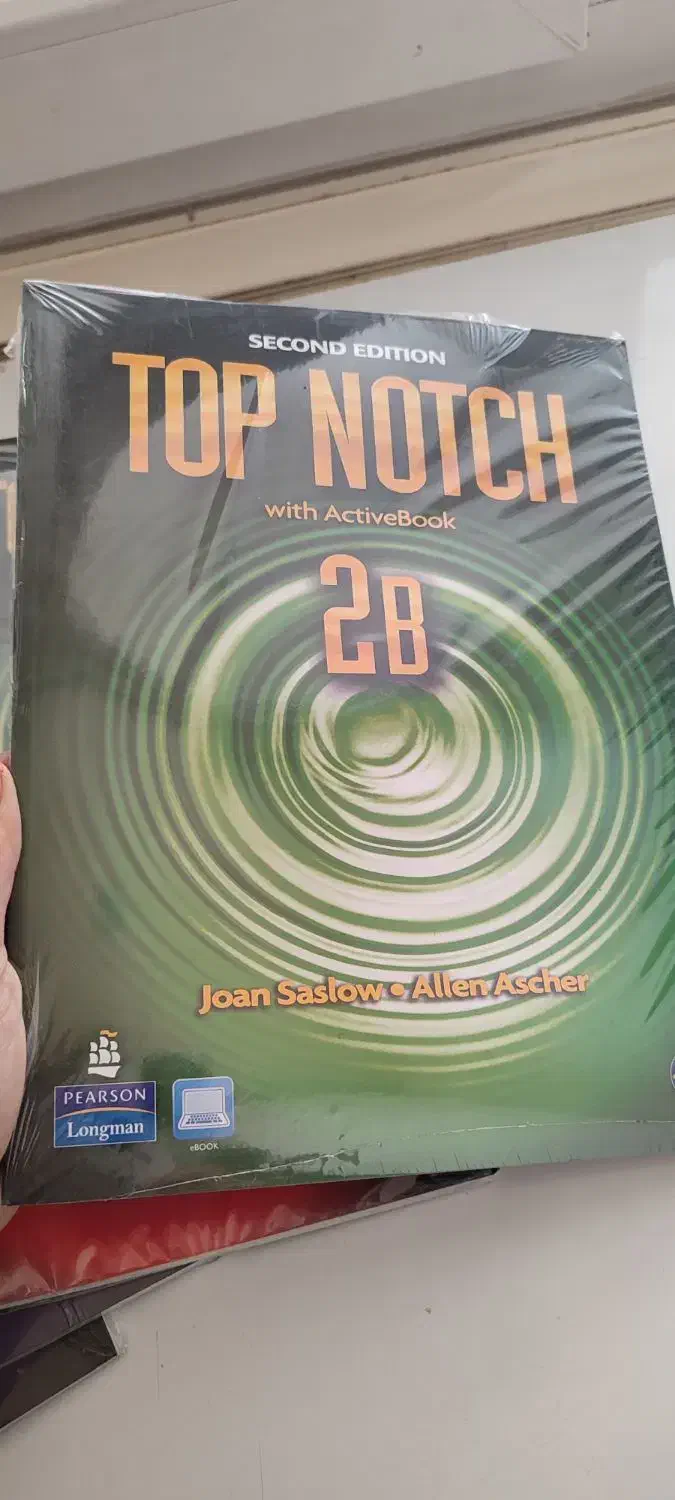 SECOND EDITION
TOP NOTCH
with ActiveBook
2B
Joan Saslow • Allen Ascher
PEARSON
Longman
eBOOK